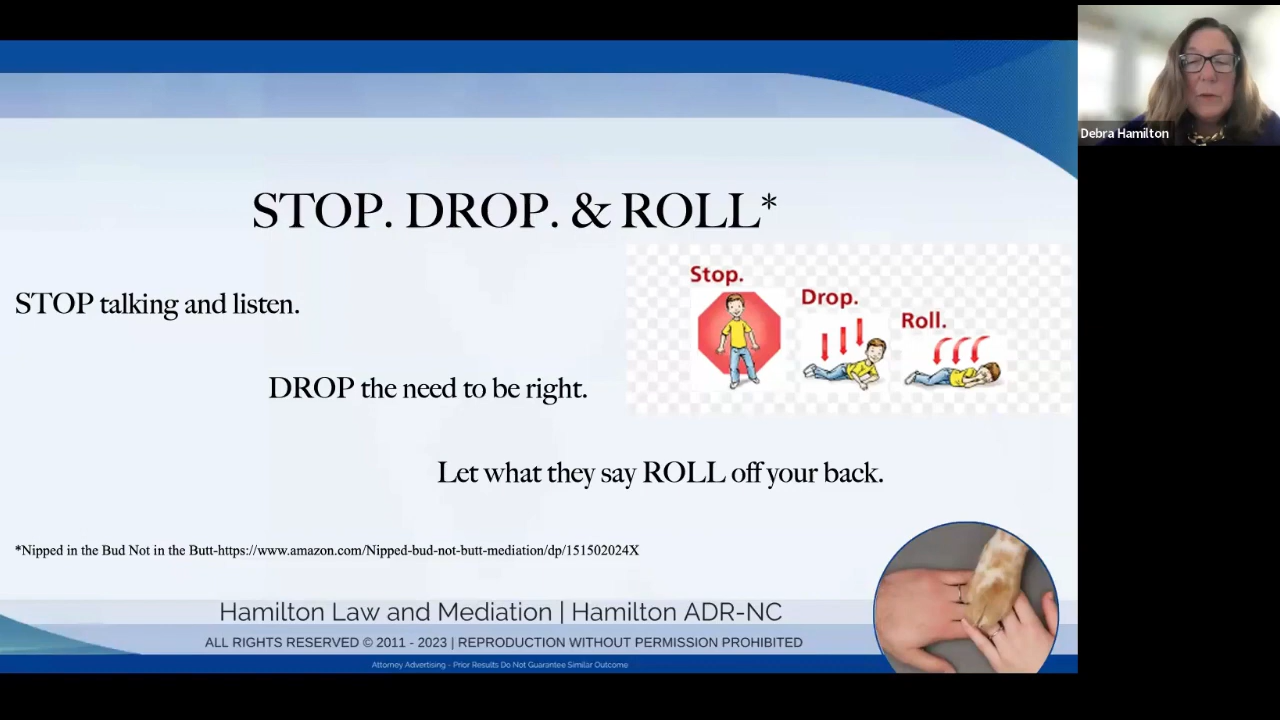 Debra Hamilton
STOP. DROP. & ROLL*
Stop.
Drop.
Roll.
STOP talking and listen.
DROP the need to be right.
Let what they say ROLL off your back.
*Nipped in the Bud Not in the Butt-https://www.amazon.com/Nipped-bud-not-butt-mediation/dp/151502024X
Hamilton Law and Mediation | Hamilton ADR-NC
ALL RIGHTS RESERVED © 2011 - 2023 | REPRODUCTION WITHOUT PERMISSION PROHIBITED
Attorney Advertising - Prior Results Do Not Guarantee Similar Outcome